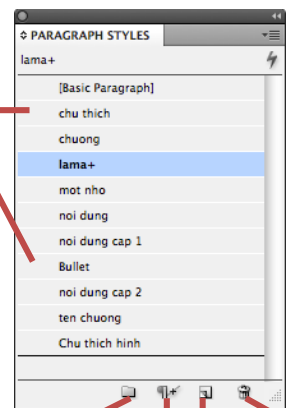 PARAGRAPH STYLES
lama+
[Basic Paragraph]
chu thich
chuong
lama+
mot nho
noi dung
noi dung cap 1
Bullet
noi dung cap 2
ten chuong
Chu thich hinh